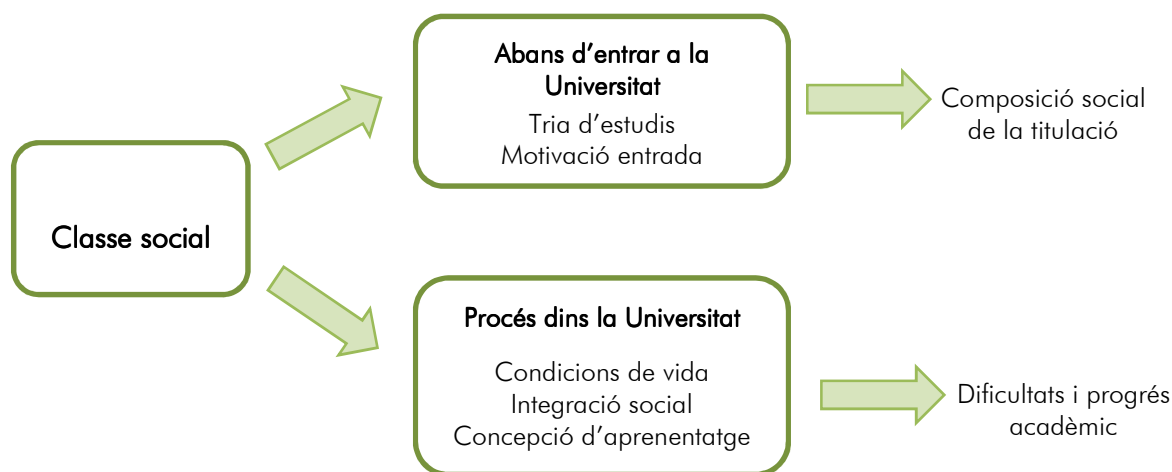 Abans d’entrar a la
Universitat
Tria d’estudis
Motivació entrada
Composició social
de la titulació
Classe social
Procés dins la Universitat
Condicions de vida
Integració social
Concepció d’aprenentatge
Dificultats i progrés
acadèmic